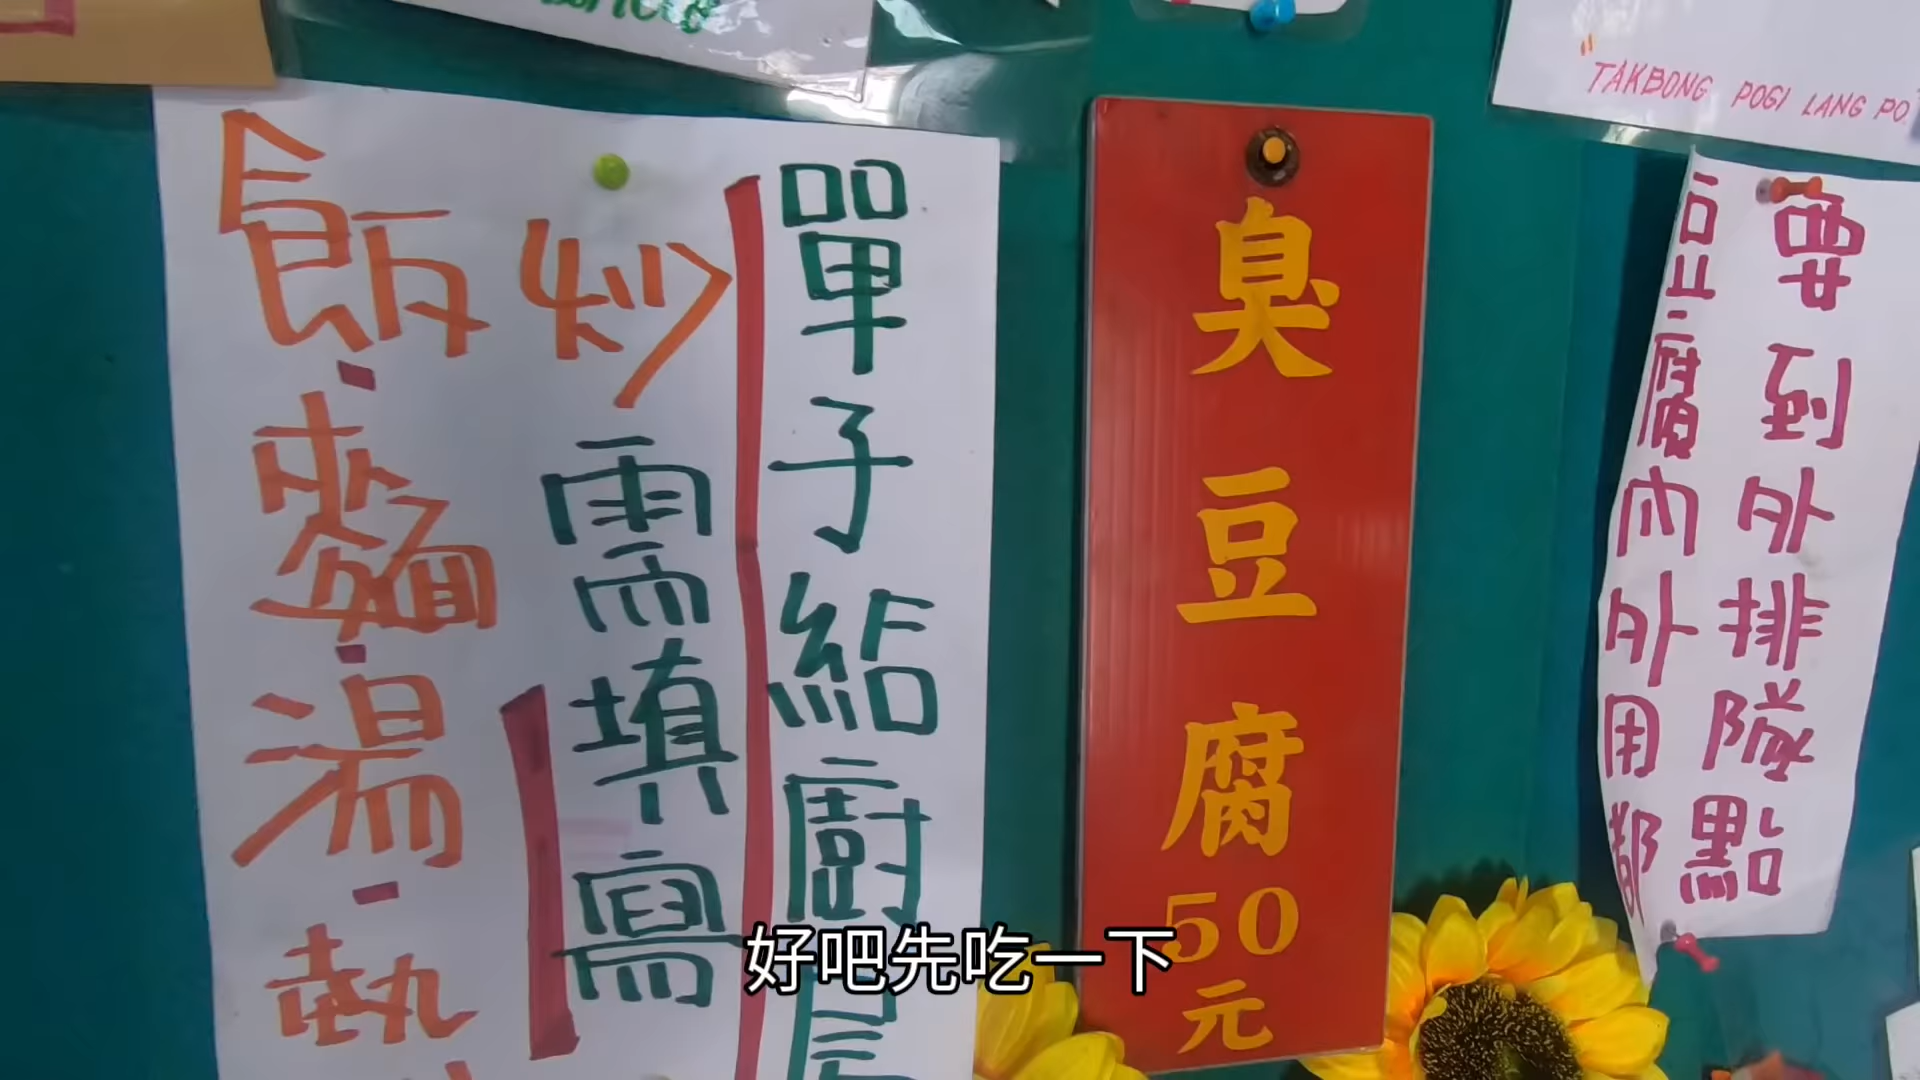 TAKBONG POGI LANG PO
單子給廚房
炒需填寫
飯・麵・湯・熱
臭豆腐50元
要到外排隊點
豆腐內外用都
好吧先吃一下